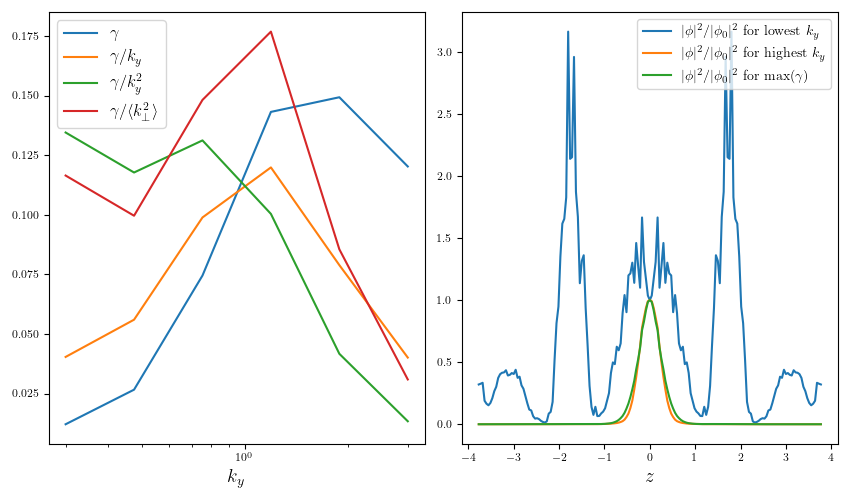 γ
γ/k_y
γ/k_y^2
γ/⟨k_⊥^2⟩
0.175
0.150
0.125
0.100
0.075
0.050
0.025
10^0
k_y
|ϕ|^2/|ϕ_0|^2 for lowest k_y
|ϕ|^2/|ϕ_0|^2 for highest k_y
|ϕ|^2/|ϕ_0|^2 for max(γ)
3.0
2.5
2.0
1.5
1.0
0.5
0.0
−4 −3 −2 −1 0 1 2 3 4
z